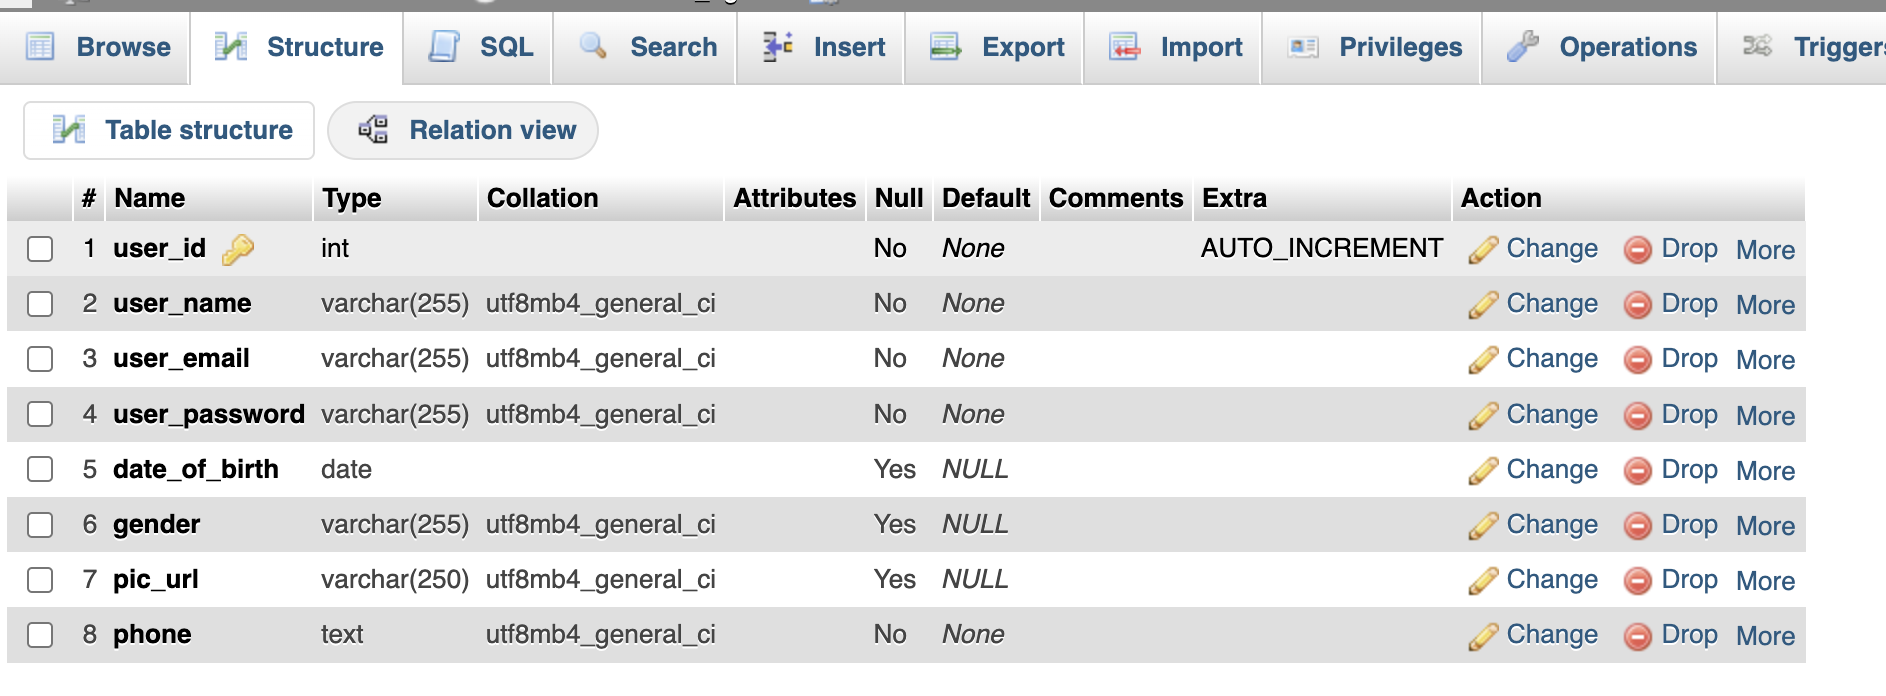 Browse Structure SQL Search Insert Export Import Privileges Operations
Table structure Relation view
# Name Type Collation Attributes Null Default Comments Extra Action
1 user_id int No None AUTO_INCREMENT Change Drop More
2 user_name varchar(255) utf8mb4_general_ci No None Change Drop More
3 user_email varchar(255) utf8mb4_general_ci No None Change Drop More
4 user_password varchar(255) utf8mb4_general_ci No None Change Drop More
5 date_of_birth date Yes NULL Change Drop More
6 gender varchar(255) utf8mb4_general_ci Yes NULL Change Drop More
7 pic_url varchar(250) utf8mb4_general_ci Yes NULL Change Drop More
8 phone text utf8mb4_general_ci No None Change Drop More